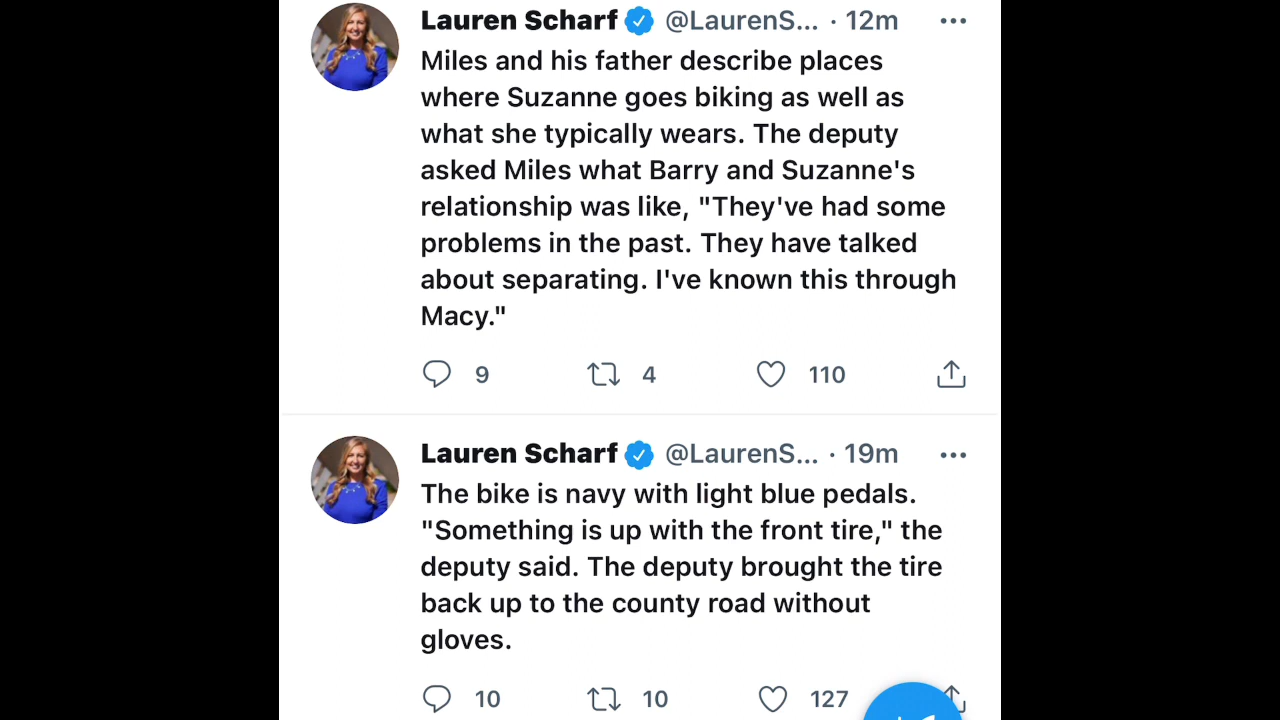 Lauren Scharf @LaurenS... · 12m
Miles and his father describe places
where Suzanne goes biking as well as
what she typically wears. The deputy
asked Miles what Barry and Suzanne's
relationship was like, "They've had some
problems in the past. They have talked
about separating. I've known this through
Macy."
9 4 110
Lauren Scharf @LaurenS... · 19m
The bike is navy with light blue pedals.
"Something is up with the front tire," the
deputy said. The deputy brought the tire
back up to the county road without
gloves.
10 10 127